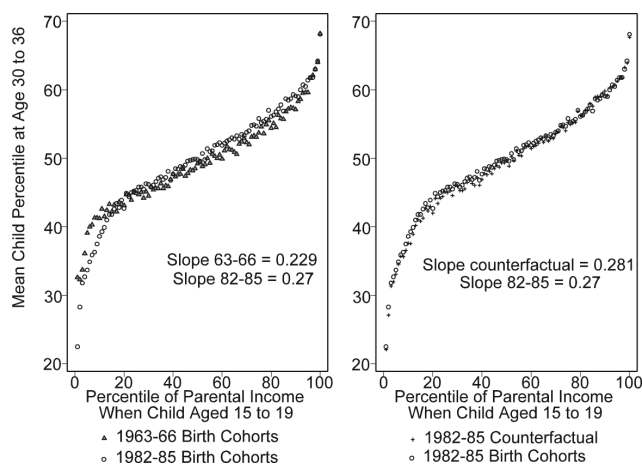 Mean Child Percentile at Age 30 to 36
70
60
50
40
30
20
Slope 63-66 = 0.229
Slope 82-85 = 0.27
0 20 40 60 80 100
Percentile of Parental Income
When Child Aged 15 to 19
1963-66 Birth Cohorts
1982-85 Birth Cohorts
70
60
50
40
30
20
Slope counterfactual = 0.281
Slope 82-85 = 0.27
0 20 40 60 80 100
Percentile of Parental Income
When Child Aged 15 to 19
1982-85 Counterfactual
1982-85 Birth Cohorts